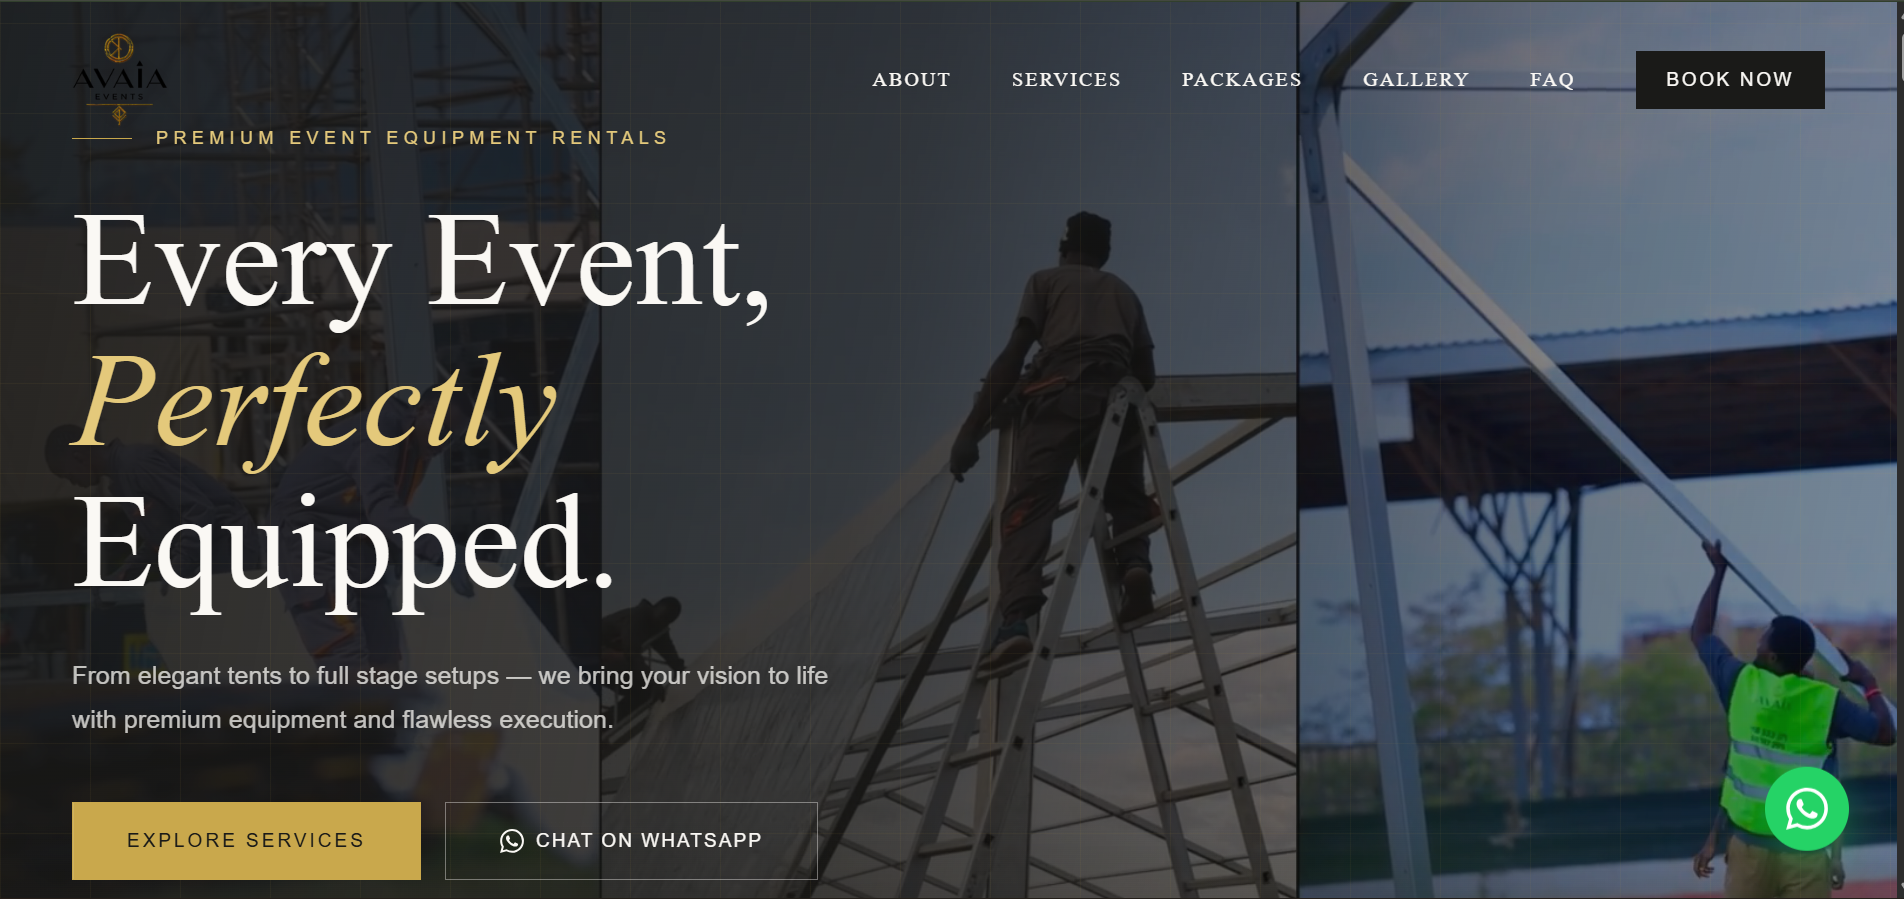 AVAIA
EVENTS
ABOUT SERVICES PACKAGES GALLERY FAQ BOOK NOW
PREMIUM EVENT EQUIPMENT RENTALS
Every Event,
Perfectly
Equipped.
From elegant tents to full stage setups — we bring your vision to life
with premium equipment and flawless execution.
EXPLORE SERVICES CHAT ON WHATSAPP